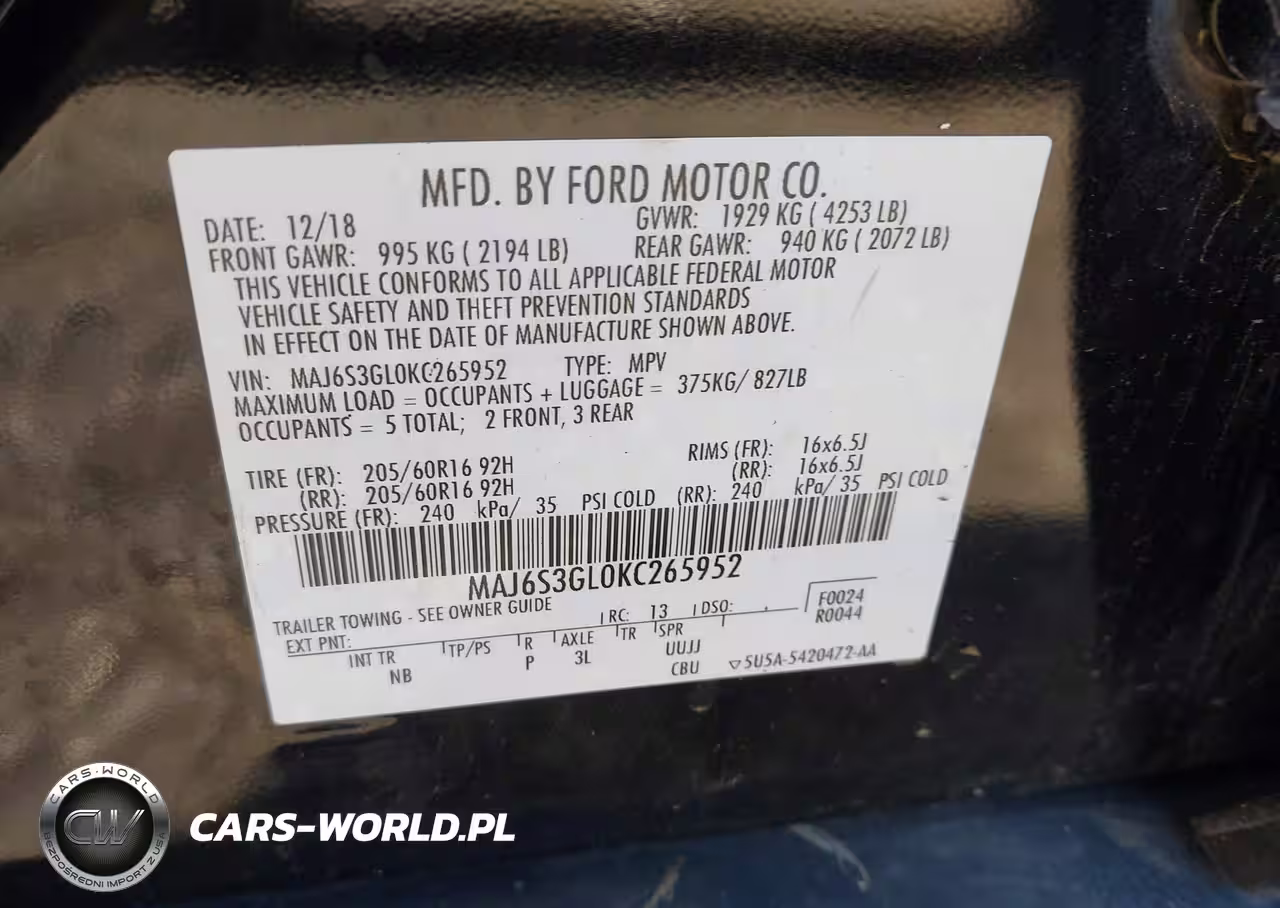 MFD. BY FORD MOTOR CO.
DATE: 12/18 GVWR: 1929 KG ( 4253 LB)
FRONT GAWR: 995 KG ( 2194 LB) REAR GAWR: 940 KG ( 2072 LB)
THIS VEHICLE CONFORMS TO ALL APPLICABLE FEDERAL MOTOR
VEHICLE SAFETY AND THEFT PREVENTION STANDARDS
IN EFFECT ON THE DATE OF MANUFACTURE SHOWN ABOVE.
VIN: MAJ6S3GL0KC265952 TYPE: MPV
MAXIMUM LOAD = OCCUPANTS + LUGGAGE = 375KG/ 827LB
OCCUPANTS = 5 TOTAL; 2 FRONT, 3 REAR
TIRE (FR): 205/60R16 92H RIMS (FR): 16x6.5J
(RR): 205/60R16 92H (RR): 16x6.5J
PRESSURE (FR): 240 kPa/ 35 PSI COLD (RR): 240 kPa/ 35 PSI COLD
MAJ6S3GL0KC265952
TRAILER TOWING - SEE OWNER GUIDE
EXT PNT: RC: 13 DSO: F0024
R0044
INT TR TP/PS R AXLE TR SPR
NB P 3L UUJJ
CBU 5U5A-5420472-AA
CARS-WORLD
CW
BEZPOŚREDNI IMPORT Z USA
CARS-WORLD.PL